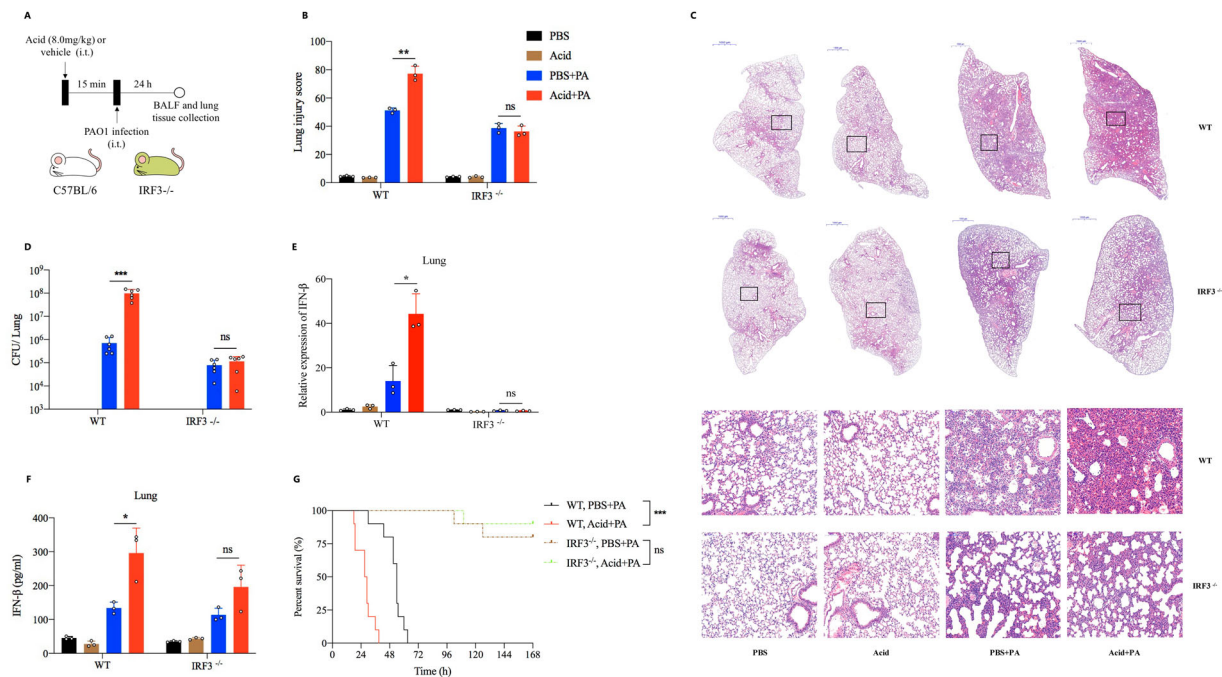 A
Acid (8.0mg/kg) or
vehicle (i.t.)
15 min
24 h
BALF and lung
tissue collection
PAO1 infection
(i.t.)
C57BL/6
IRF3-/-
B
PBS
Acid
PBS+PA
Acid+PA
Lung injury score
100
80
60
40
20
0
**
ns
WT
IRF3 -/-
C
WT
IRF3 -/-
WT
IRF3 -/-
PBS
Acid
PBS+PA
Acid+PA
D
CFU/ Lung
10⁹
10⁸
10⁷
10⁶
10⁵
10⁴
10³
***
ns
WT
IRF3 -/-
E
Lung
Relative expression of IFN-β
60
40
20
0
*
ns
WT
IRF3 -/-
F
Lung
IFN-β (pg/ml)
400
300
200
100
0
*
ns
WT
IRF3 -/-
G
Percent survival (%)
100
75
50
25
0
0 24 48 72 96 120 144 168
Time (h)
WT, PBS+PA
WT, Acid+PA
IRF3-/-, PBS+PA
IRF3-/-, Acid+PA
***
ns